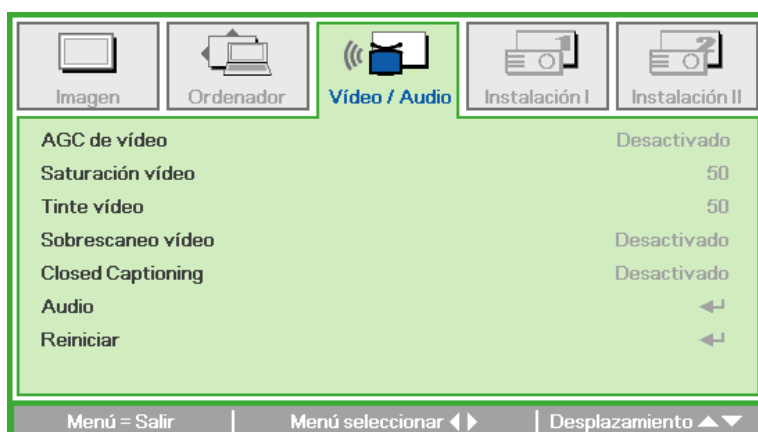 Imagen Ordenador Vídeo / Audio Instalación I Instalación II
AGC de vídeo Desactivado
Saturación vídeo 50
Tinte vídeo 50
Sobrescaneo vídeo Desactivado
Closed Captioning Desactivado
Audio
Reiniciar
Menú = Salir Menú seleccionar Desplazamiento